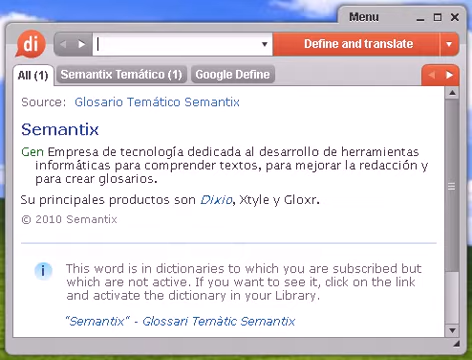 Menu
di
Define and translate
All (1)
Semantix Temático (1)
Google Define
Source: Glosario Temático Semantix
Semantix
Gen Empresa de tecnología dedicada al desarrollo de herramientas
informáticas para comprender textos, para mejorar la redacción y
para crear glosarios.
Su principales productos son Dixio, Xtyle y Gloxr.
© 2010 Semantix
i
This word is in dictionaries to which you are subscribed but
which are not active. If you want to see it, click on the link
and activate the dictionary in your Library.
"Semantix" - Glossari Temàtic Semantix